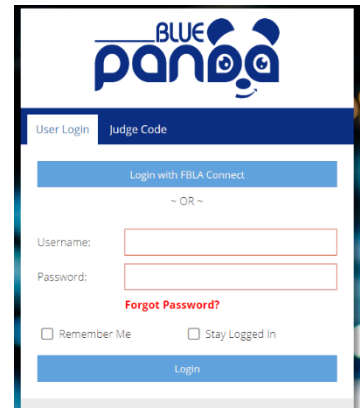 BLUE
panda
User Login Judge Code
Login with FBLA Connect
~ OR ~
Username:
Password:
Forgot Password?
Remember Me Stay Logged In
Login